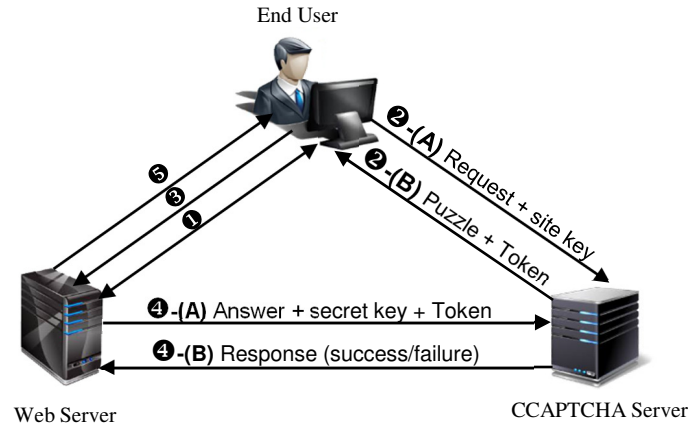 End User
❷-(A) Request + site key
❷-(B) Puzzle + Token
❺
❸
❶
❹-(A) Answer + secret key + Token
❹-(B) Response (success/failure)
Web Server
CCAPTCHA Server